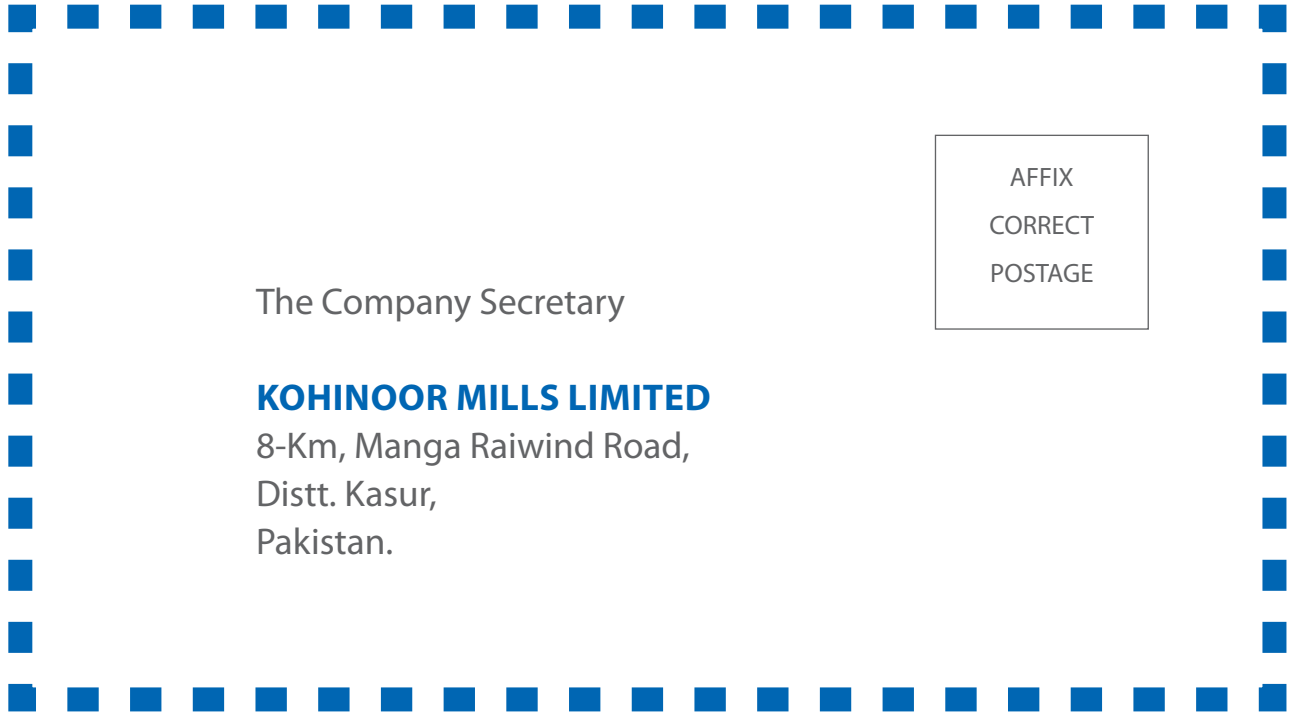 AFFIX
CORRECT
POSTAGE
The Company Secretary
KOHINOOR MILLS LIMITED
8-Km, Manga Raiwind Road,
Distt. Kasur,
Pakistan.